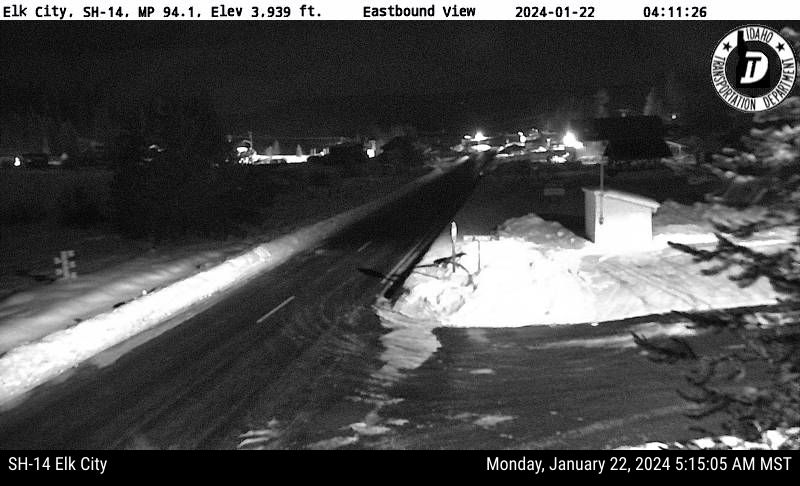 Elk City, SH-14, MP 94.1, Elev 3,939 ft. Eastbound View 2024-01-22 04:11:26
IDAHO
TRANSPORTATION DEPARTMENT
SH-14 Elk City Monday, January 22, 2024 5:15:05 AM MST